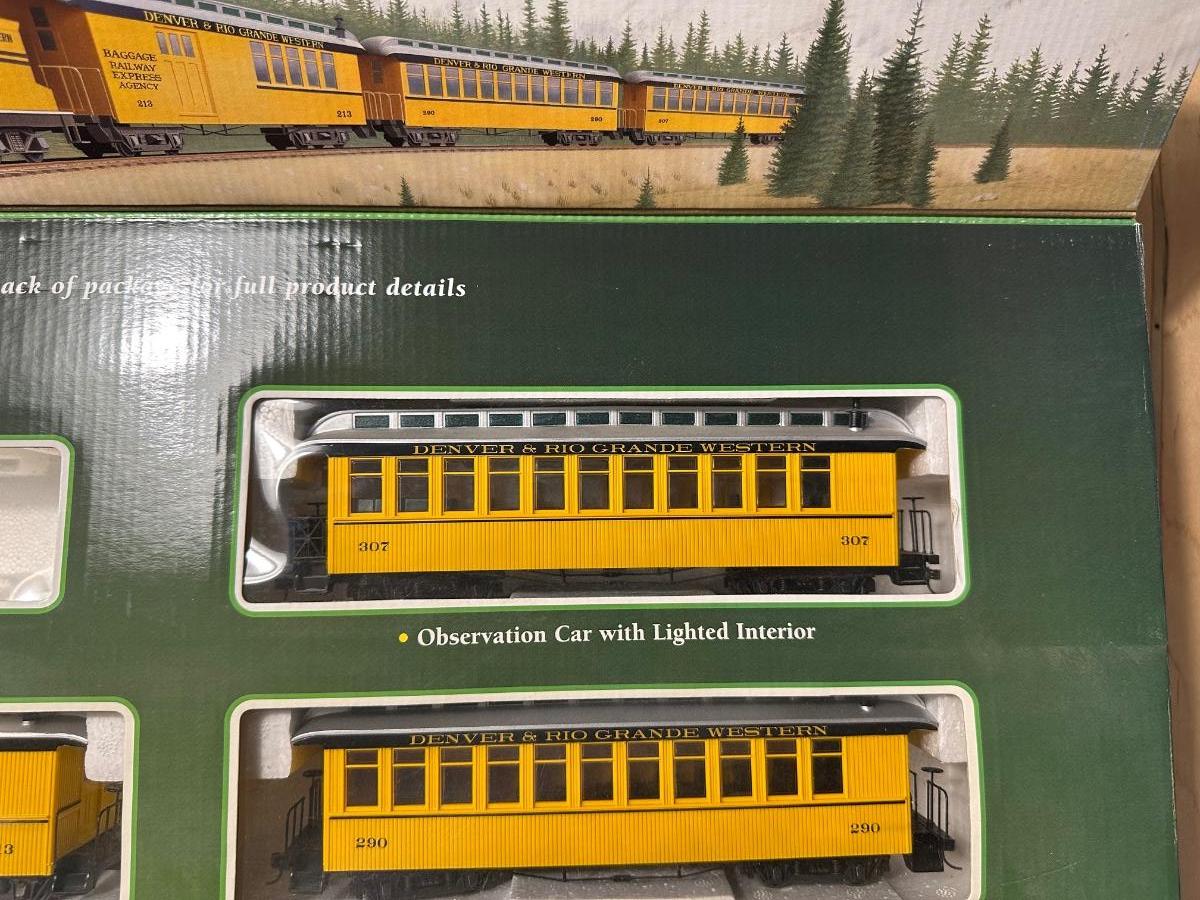 DENVER & RIO GRANDE WESTERN
BAGGAGE
RAILWAY
EXPRESS
AGENCY
213
213
DENVER & RIO GRANDE WESTERN
290
290
DENVER & RIO GRANDE WESTERN
307
ack of package for full product details
DENVER & RIO GRANDE WESTERN
307
307
• Observation Car with Lighted Interior
DENVER & RIO GRANDE WESTERN
290
290
3